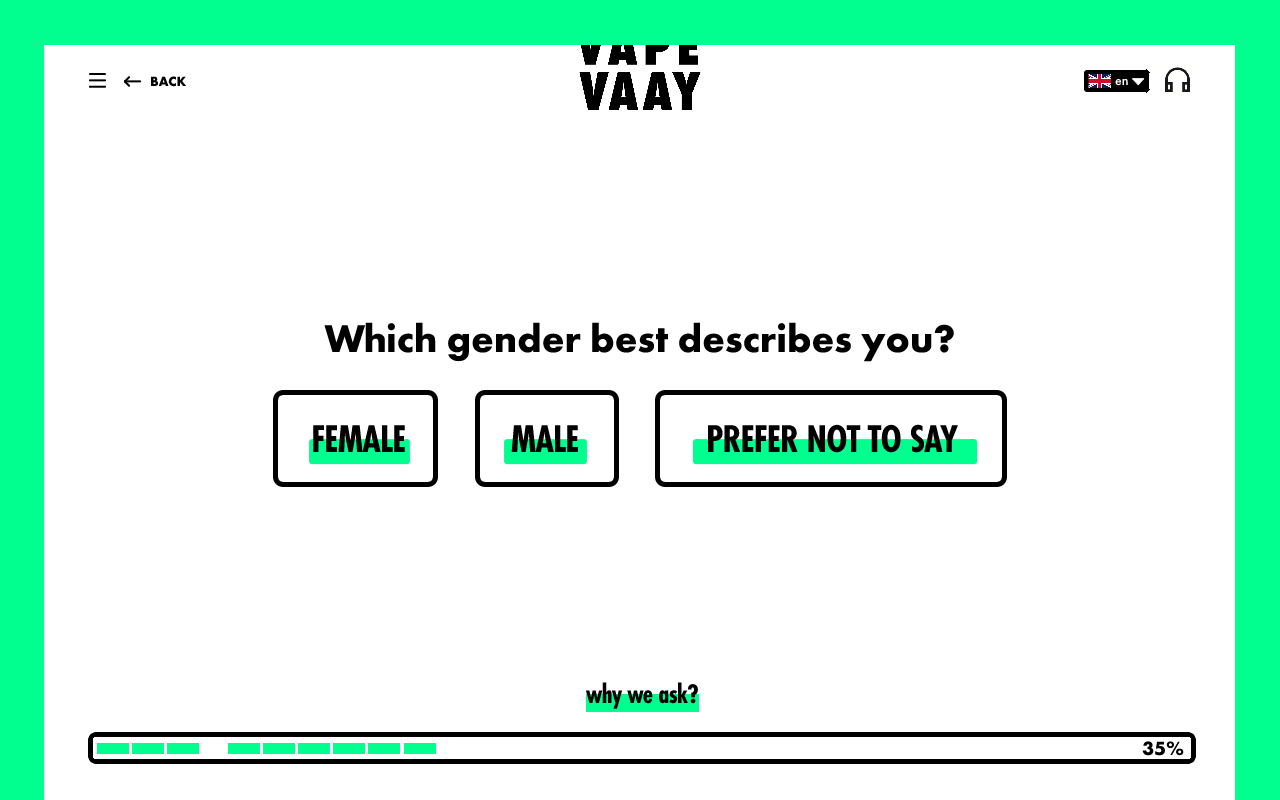 VAPE
VAAY
BACK
en
Which gender best describes you?
FEMALE
MALE
PREFER NOT TO SAY
why we ask?
35%